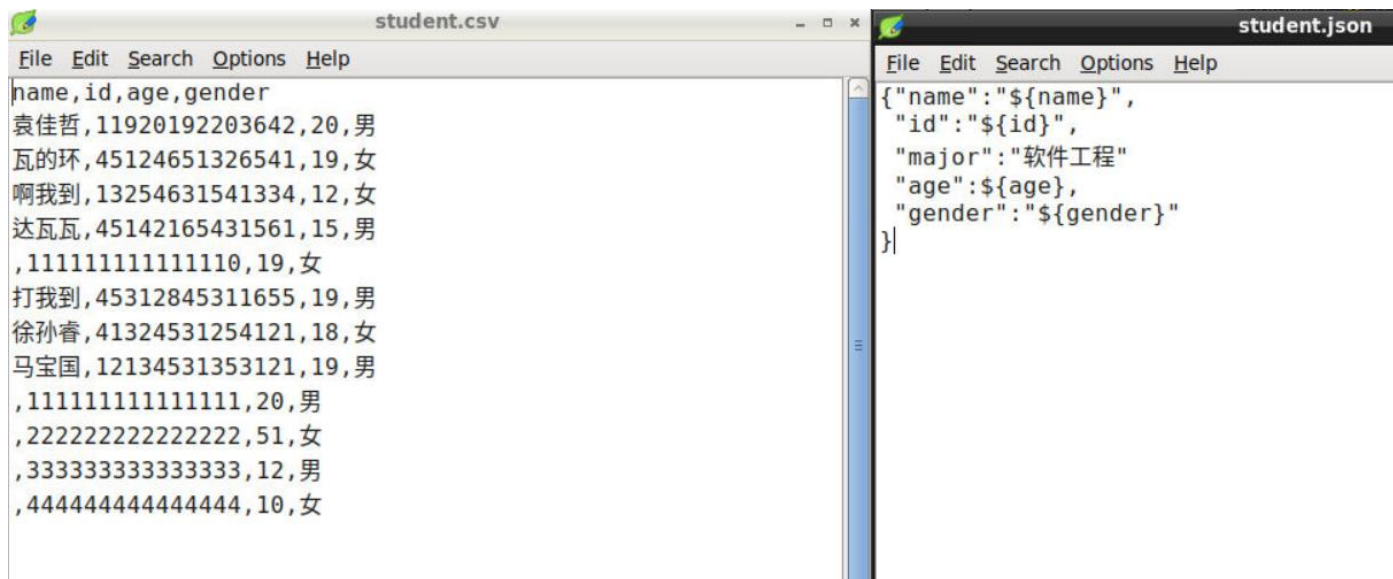 student.csv
File Edit Search Options Help
name,id,age,gender
袁佳哲,11920192203642,20,男
瓦的环,45124651326541,19,女
啊我到,13254631541334,12,女
达瓦瓦,45142165431561,15,男
,111111111111110,19,女
打我到,45312845311655,19,男
徐孙睿,41324531254121,18,女
马宝国,12134531353121,19,男
,111111111111111,20,男
,222222222222222,51,女
,333333333333333,12,男
,444444444444444,10,女
student.json
File Edit Search Options Help
{"name":"${name}",
"id":"${id}",
"major":"软件工程"
"age":${age},
"gender":"${gender}"
}